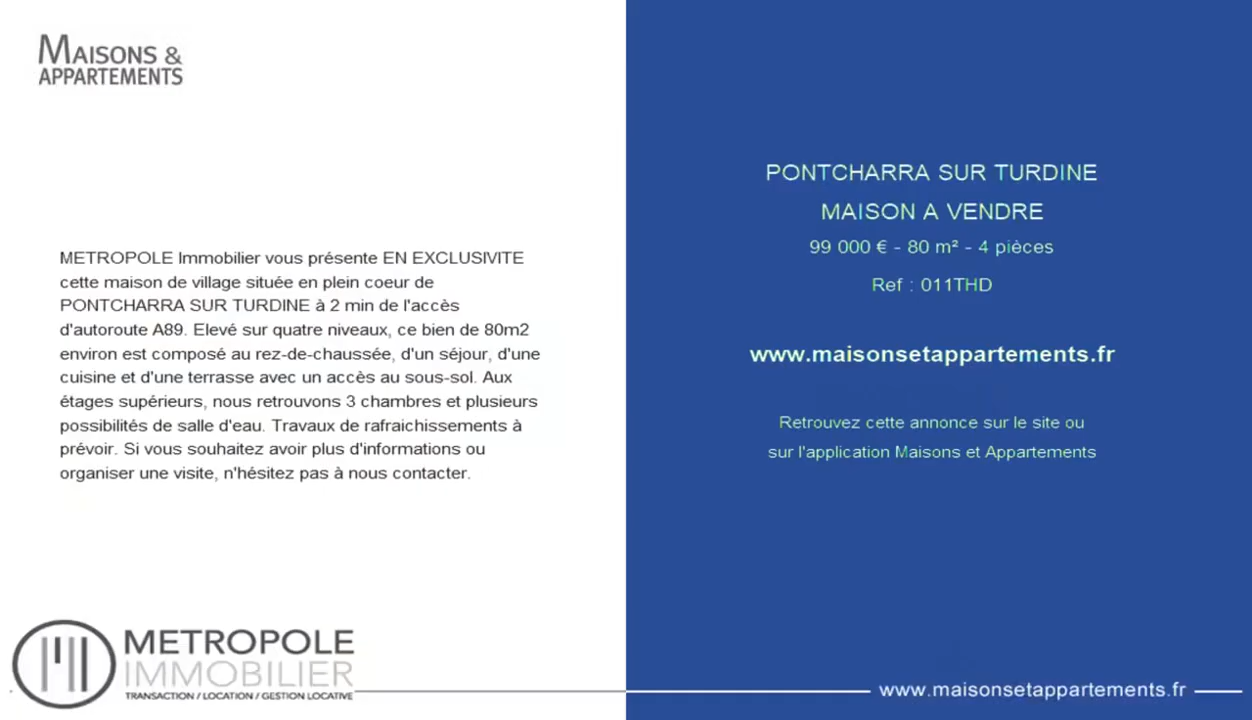 MAISONS &
APPARTEMENTS
METROPOLE Immobilier vous présente EN EXCLUSIVITE
cette maison de village située en plein coeur de
PONTCHARRA SUR TURDINE à 2 min de l'accès
d'autoroute A89. Elevé sur quatre niveaux, ce bien de 80m2
environ est composé au rez-de-chaussée, d'un séjour, d'une
cuisine et d'une terrasse avec un accès au sous-sol. Aux
étages supérieurs, nous retrouvons 3 chambres et plusieurs
possibilités de salle d'eau. Travaux de rafraichissements à
prévoir. Si vous souhaitez avoir plus d'informations ou
organiser une visite, n'hésitez pas à nous contacter.
METROPOLE
IMMOBILIER
TRANSACTION / LOCATION / GESTION LOCATIVE
PONTCHARRA SUR TURDINE
MAISON A VENDRE
99 000 € - 80 m² - 4 pièces
Ref : 011THD
www.maisonsetappartements.fr
Retrouvez cette annonce sur le site ou
sur l'application Maisons et Appartements
www.maisonsetappartements.fr